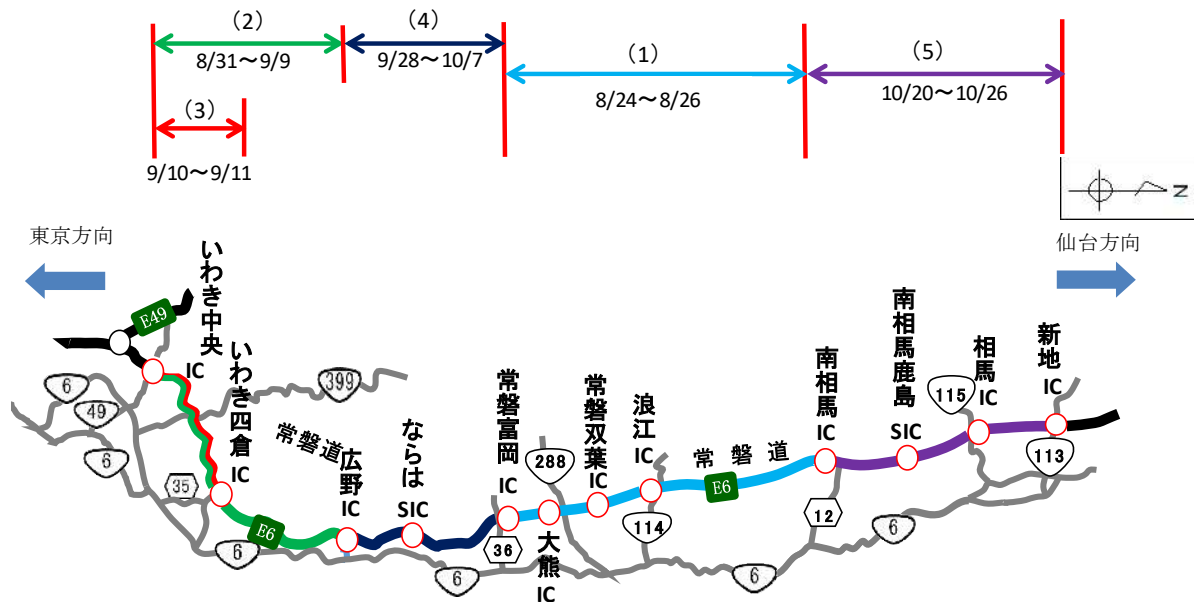 (2)
8/31～9/9
(4)
9/28～10/7
(1)
8/24～8/26
(5)
10/20～10/26
(3)
9/10～9/11
N
東京方向
仙台方向
いわき中央
IC
E49
いわき四倉
IC
常磐道
広野
IC
ならは
SIC
常磐富岡
IC
大熊
IC
常磐双葉
IC
浪江
IC
常磐道
南相馬
IC
南相馬鹿島
SIC
相馬
IC
新地
IC
6
49
6
399
35
E6
6
6
36
288
114
E6
6
12
6
115
113